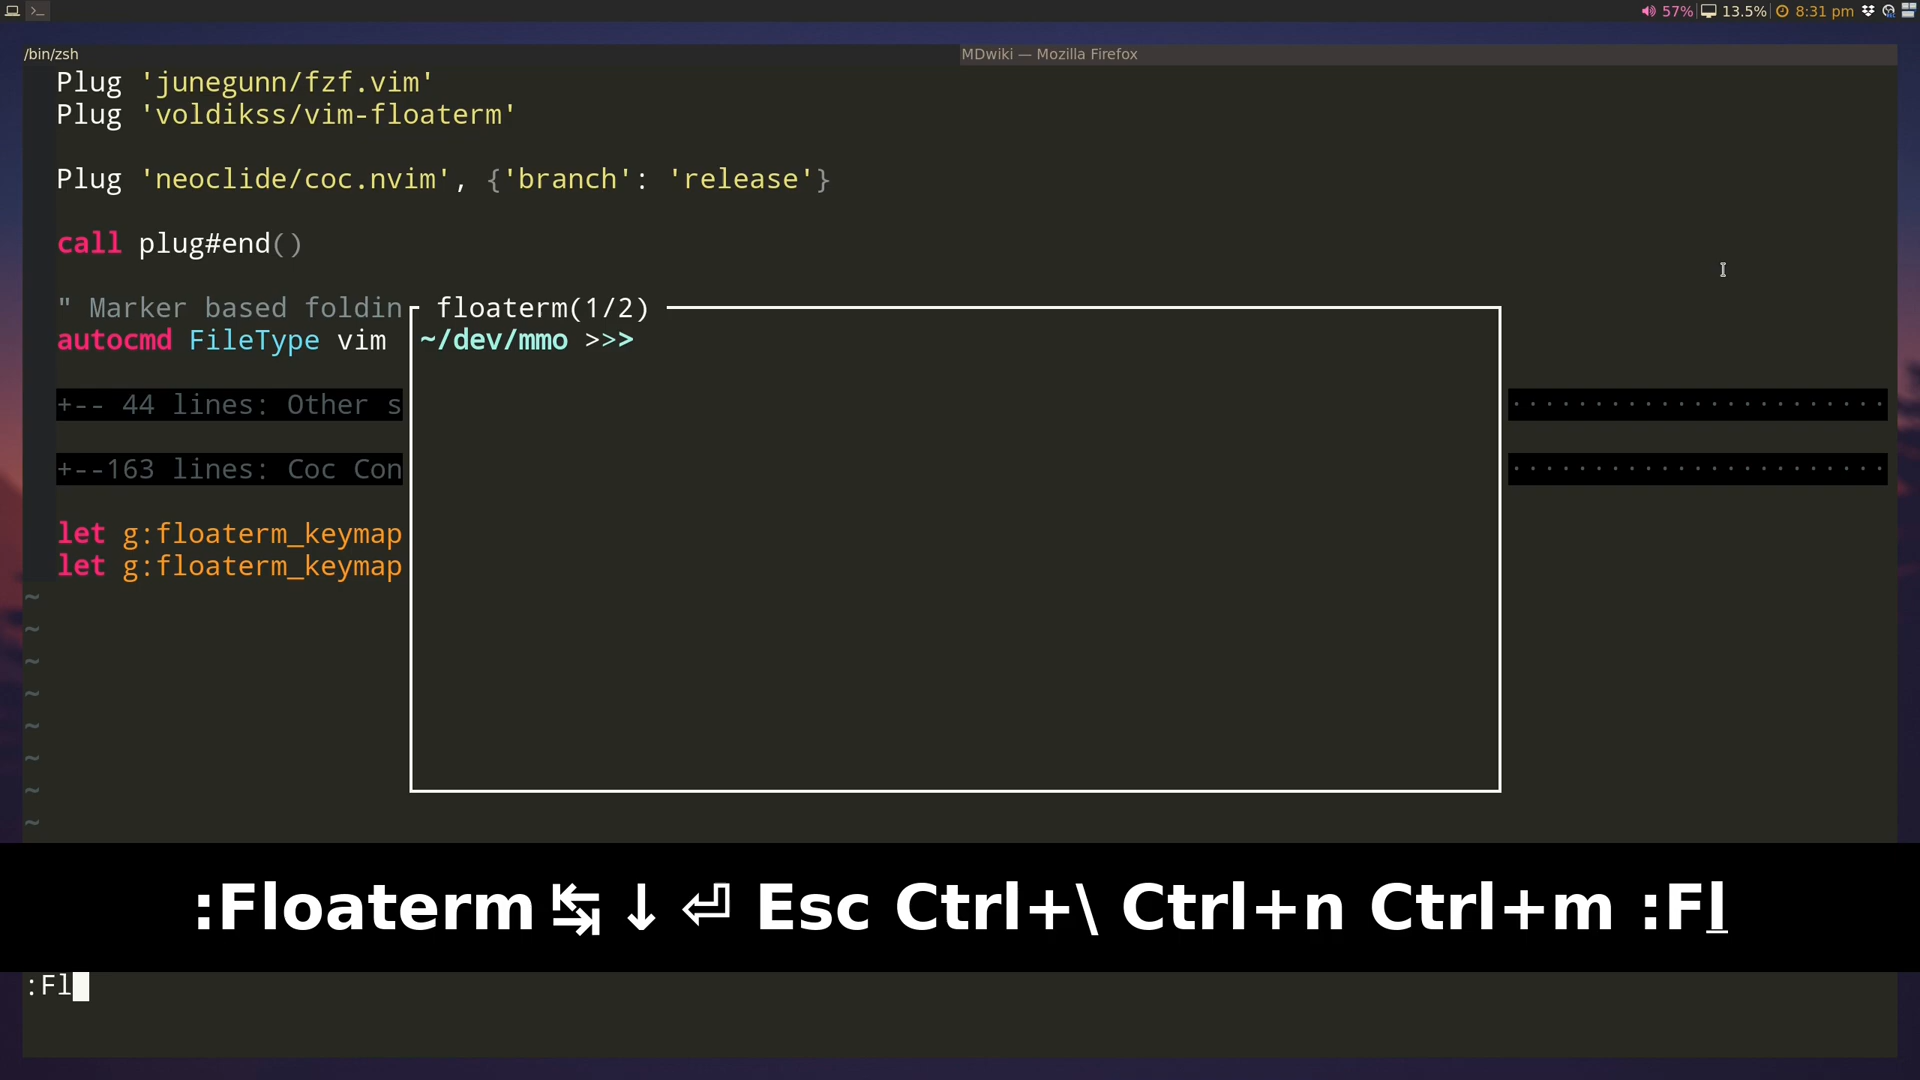 57% 13.5% 8:31 pm
/bin/zsh
MDwiki — Mozilla Firefox
Plug 'junegunn/fzf.vim'
Plug 'voldikss/vim-floaterm'
Plug 'neoclide/coc.nvim', {'branch': 'release'}
call plug#end()
" Marker based foldin
floaterm(1/2)
autocmd FileType vim
~/dev/mmo >>>
+-- 44 lines: Other s
+--163 lines: Coc Con
let g:floaterm_keymap
let g:floaterm_keymap
~
~
~
~
~
~
~
~
:Floaterm ↹ ↓ ⏎ Esc Ctrl+\ Ctrl+n Ctrl+m :Fl
:Fl